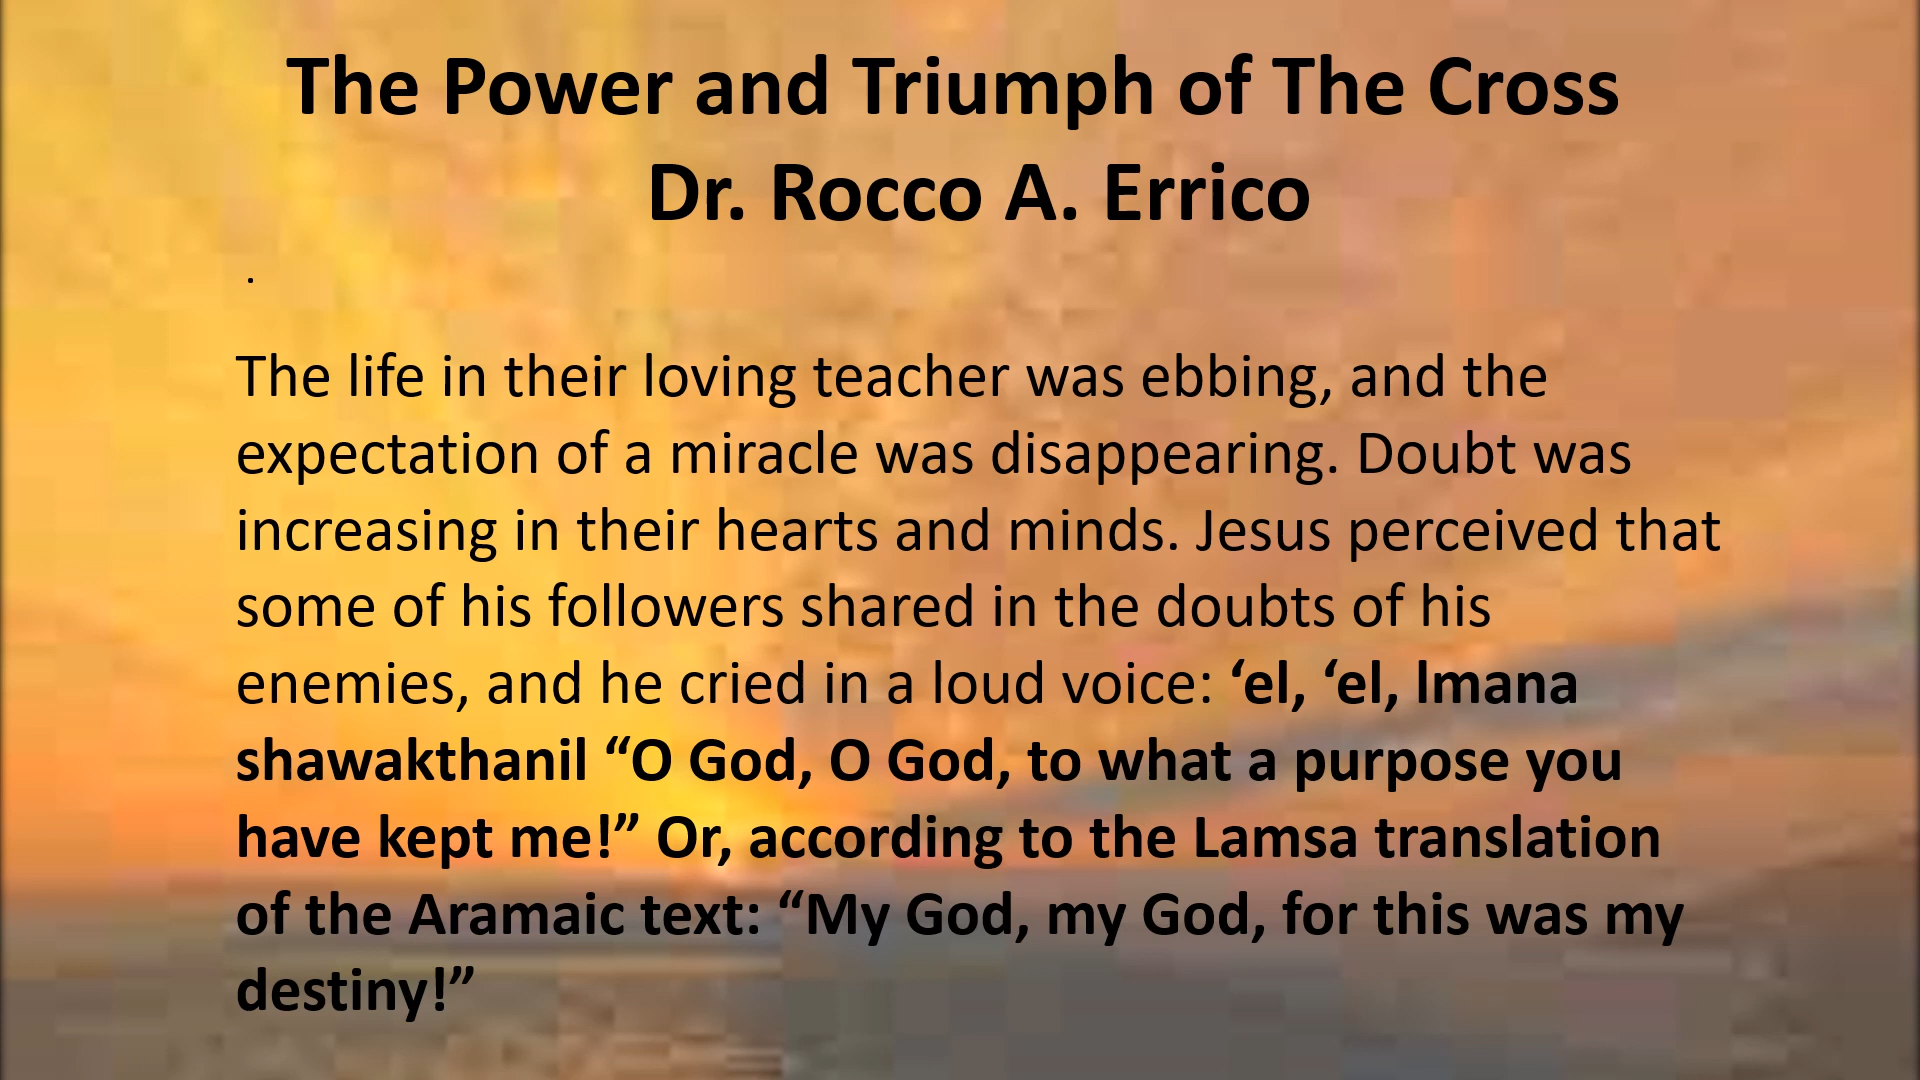 The Power and Triumph of The Cross
Dr. Rocco A. Errico
.
The life in their loving teacher was ebbing, and the
expectation of a miracle was disappearing. Doubt was
increasing in their hearts and minds. Jesus perceived that
some of his followers shared in the doubts of his
enemies, and he cried in a loud voice: ‘el, ‘el, lmana
shawakthanil “O God, O God, to what a purpose you
have kept me!” Or, according to the Lamsa translation
of the Aramaic text: “My God, my God, for this was my
destiny!”